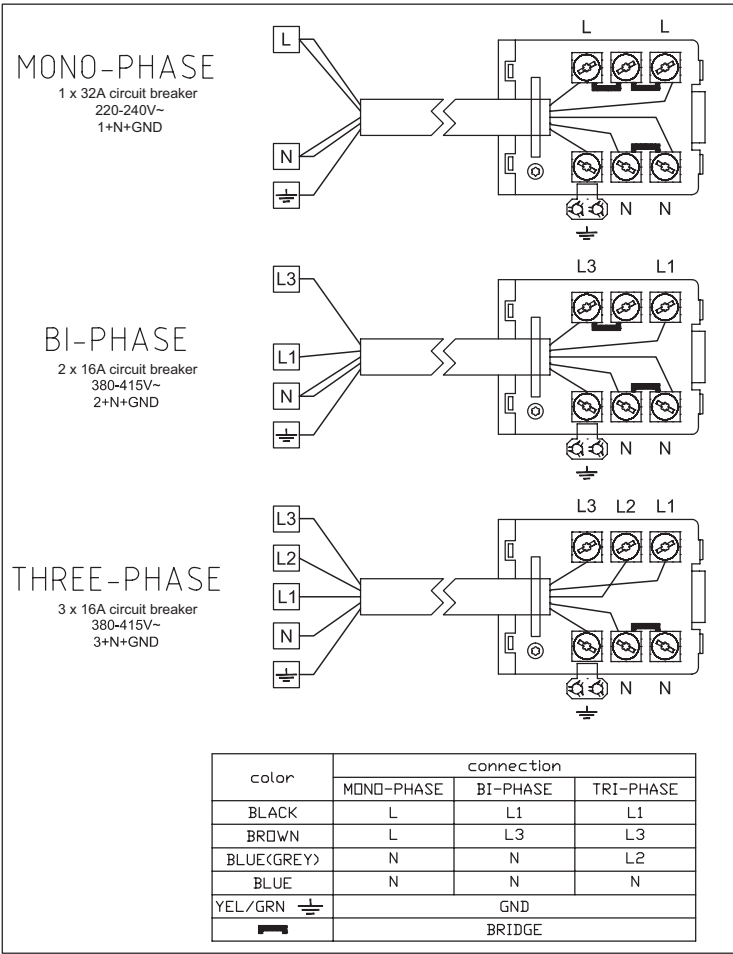 L L
L
MONO-PHASE
1 x 32A circuit breaker
220-240V~
1+N+GND
N
N N
L3 L1
L3
BI-PHASE
2 x 16A circuit breaker
380-415V~
2+N+GND
L1
N
N N
L3 L2 L1
L3
L2
THREE-PHASE
3 x 16A circuit breaker
380-415V~
3+N+GND
L1
N
N N
color connection
MONO-PHASE BI-PHASE TRI-PHASE
BLACK L L1 L1
BROWN L L3 L3
BLUE(GREY) N N L2
BLUE N N N
YEL/GRN GND
BRIDGE